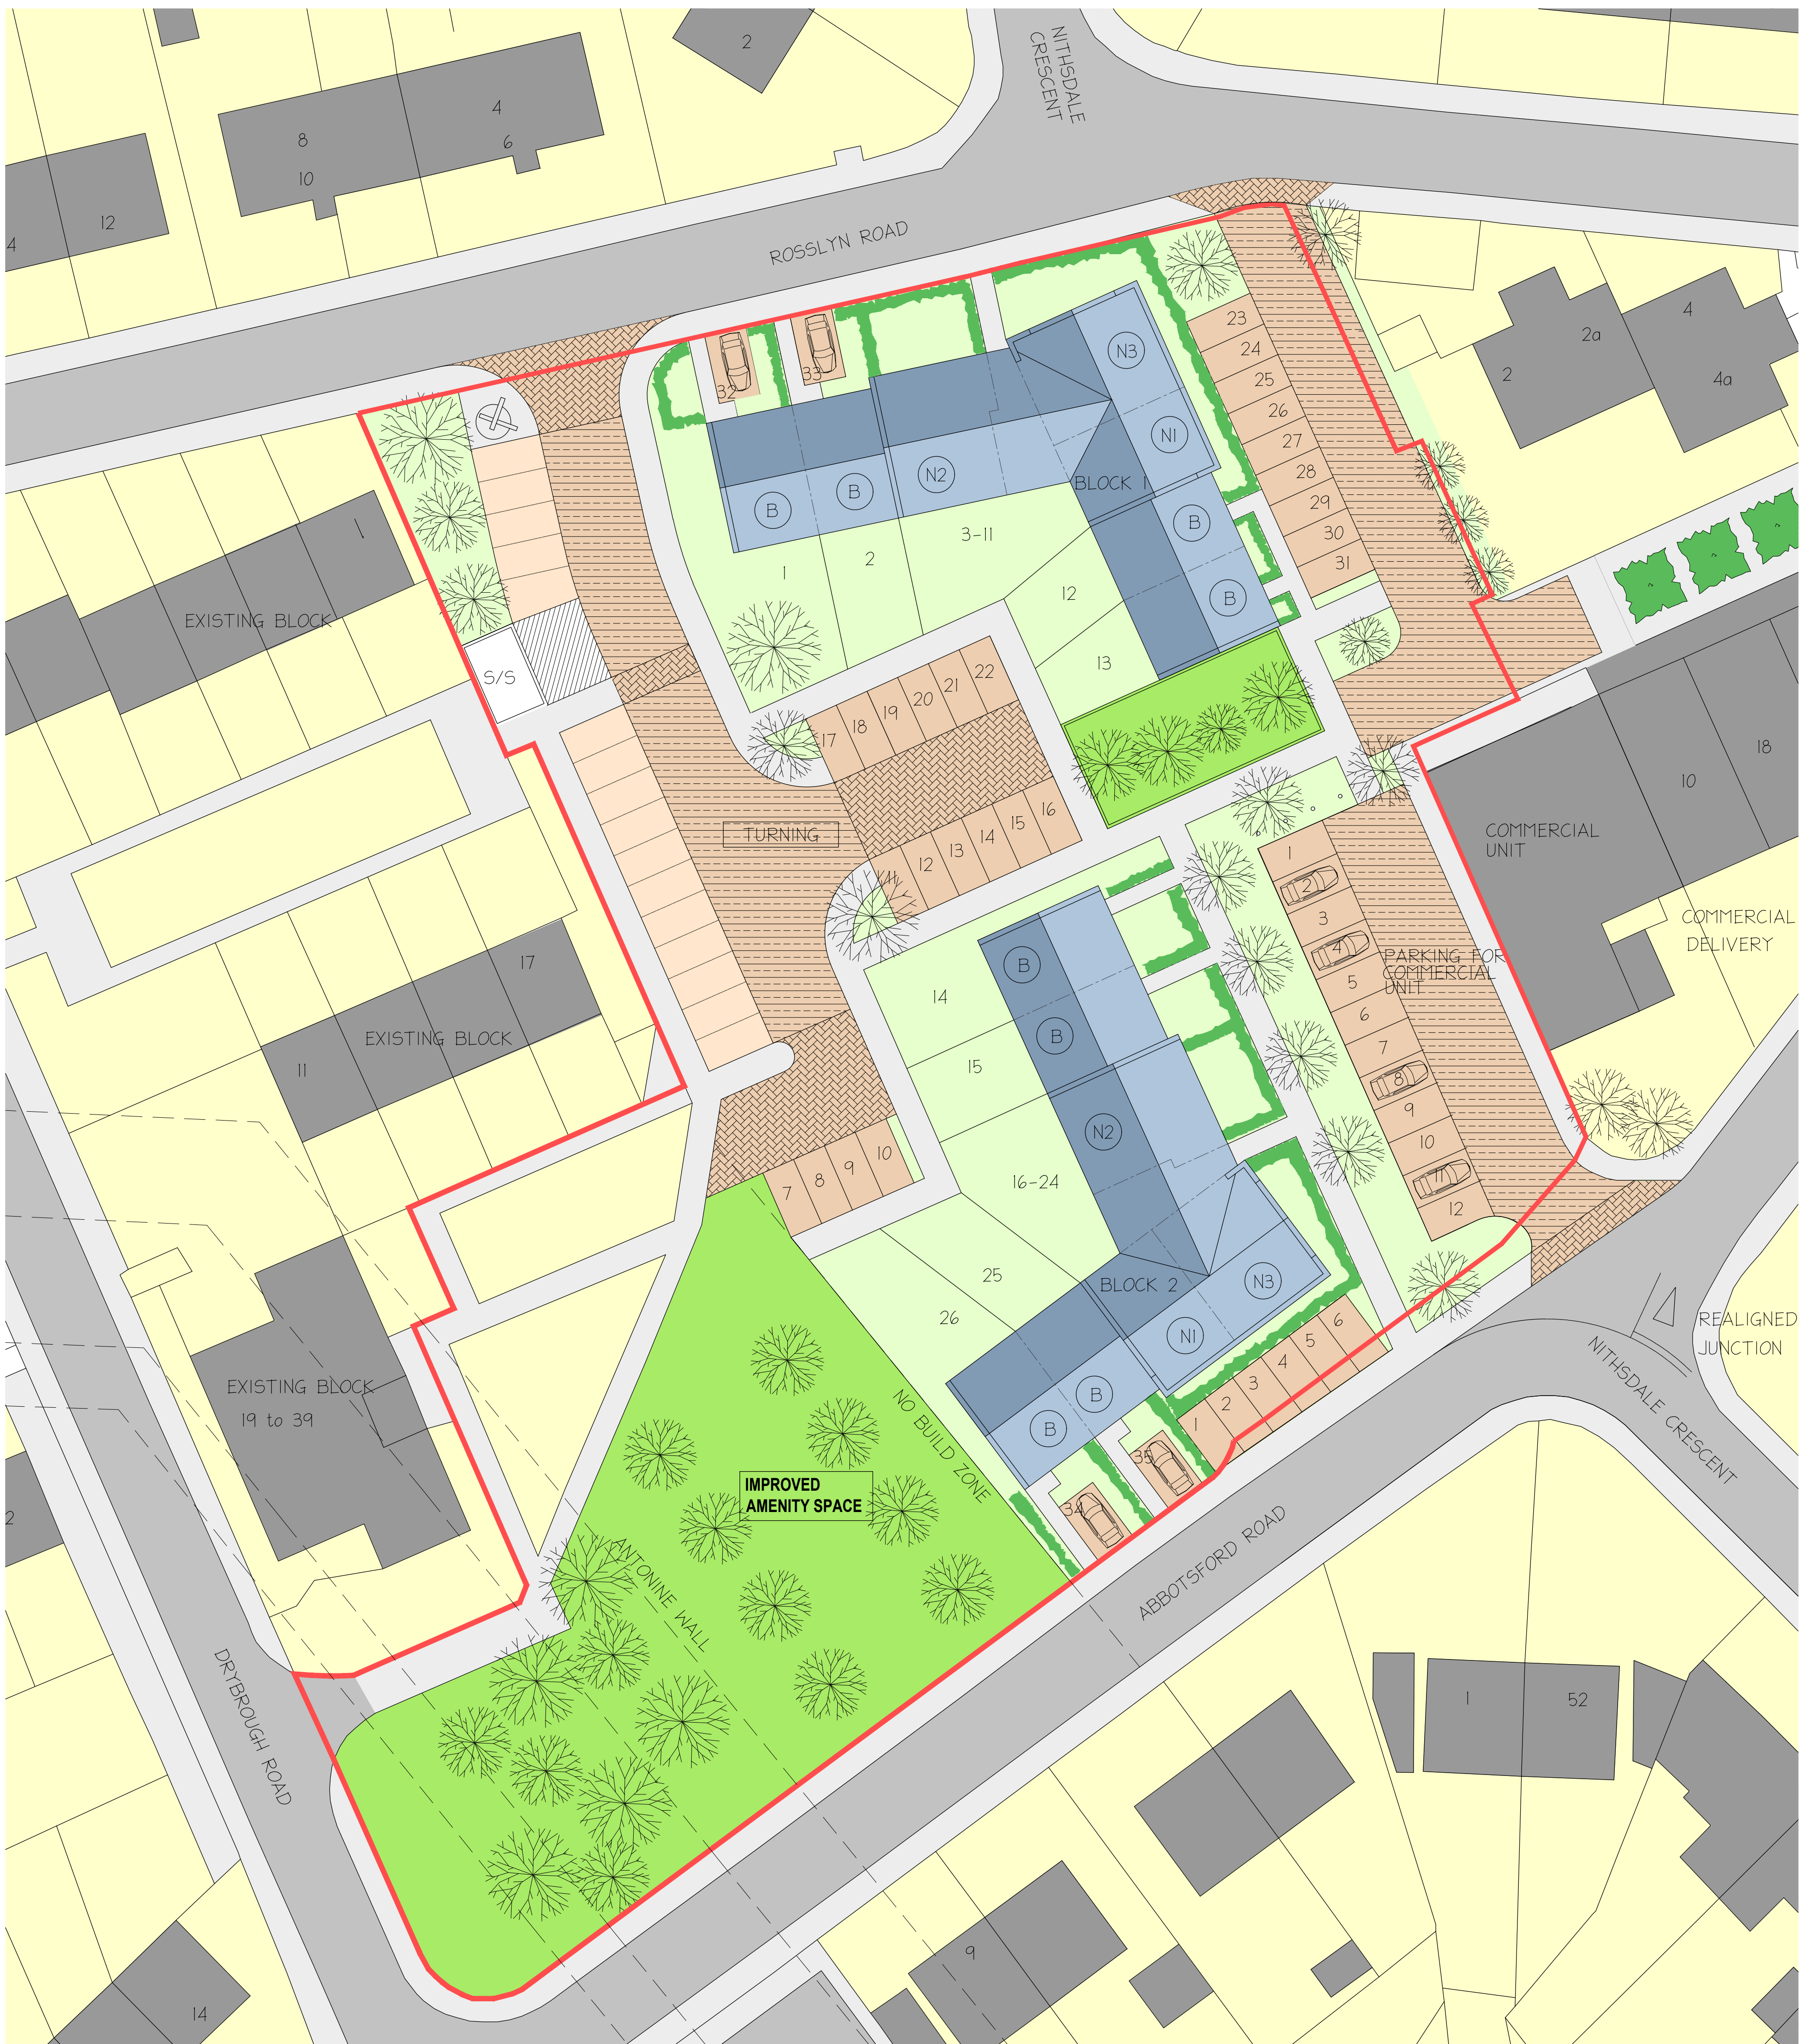 2
NITHSDALE
CRESCENT
4
8
6
10
12
4
ROSSLYN ROAD
2a
4
2
4a
N3
23
24
25
26
27
28
29
30
31
32
33
N1
BLOCK 1
B
B
N2
B
B
1
2
3-11
12
13
1
EXISTING BLOCK
S/S
17
18
19
20
21
22
TURNING
11
12
13
14
15
16
COMMERCIAL
UNIT
10
18
COMMERCIAL
DELIVERY
PARKING FOR
COMMERCIAL
UNIT
1
2
3
4
5
6
7
8
9
10
11
12
17
EXISTING BLOCK
11
14
15
B
B
N2
16-24
7
8
9
10
25
26
BLOCK 2
N3
N1
B
B
1
2
3
4
5
6
34
35
REALIGNED
JUNCTION
NITHSDALE CRESCENT
EXISTING BLOCK
19 to 39
2
NO BUILD ZONE
IMPROVED
AMENITY SPACE
ANTONINE WALL
ABBOTSFORD ROAD
DRYBROUGH ROAD
1
52
9
14